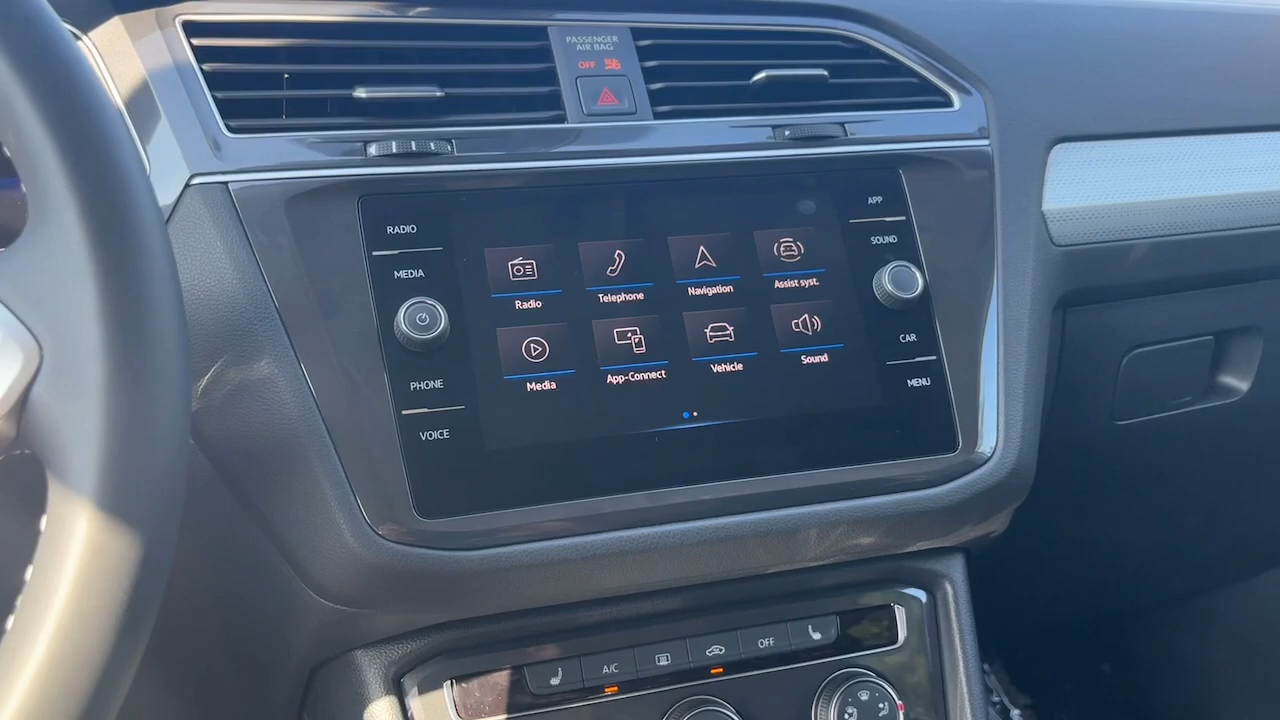 PASSENGER
AIR BAG
OFF
RADIO
MEDIA
PHONE
VOICE
Radio
Telephone
Navigation
Assist syst.
Media
App-Connect
Vehicle
Sound
APP
SOUND
CAR
MENU
A/C
OFF